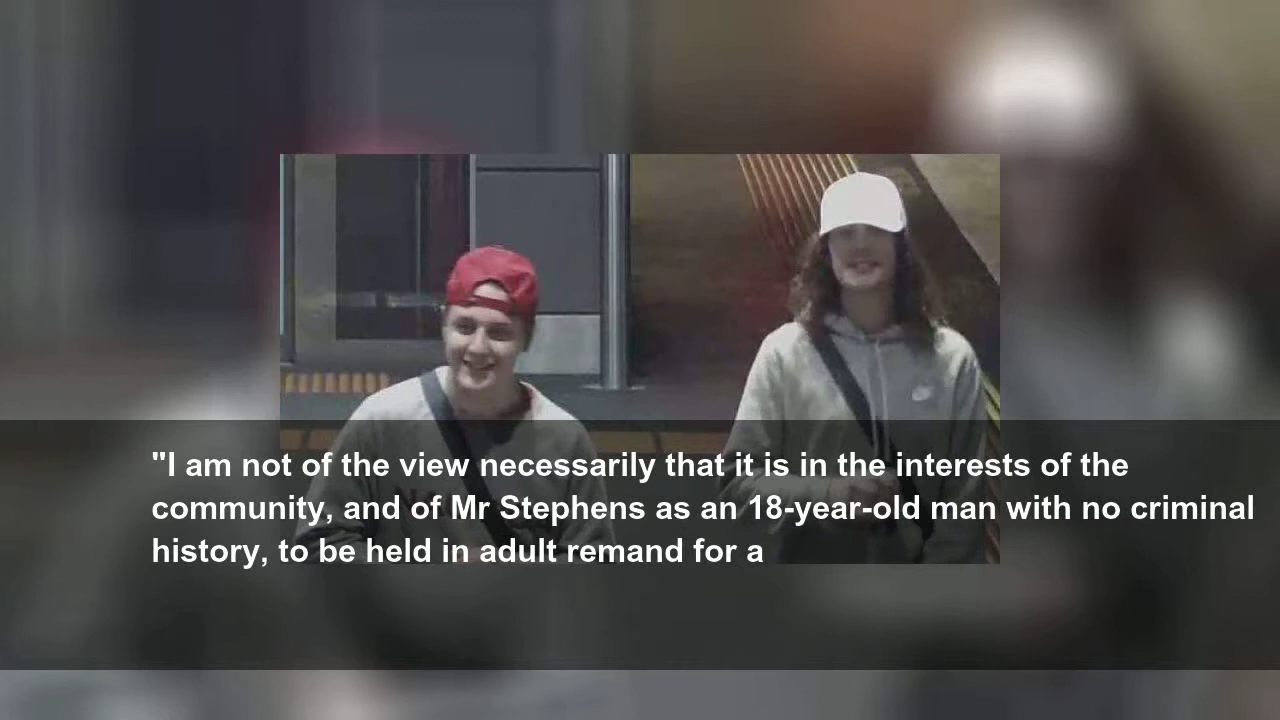 "I am not of the view necessarily that it is in the interests of the
community, and of Mr Stephens as an 18-year-old man with no criminal
history, to be held in adult remand for a